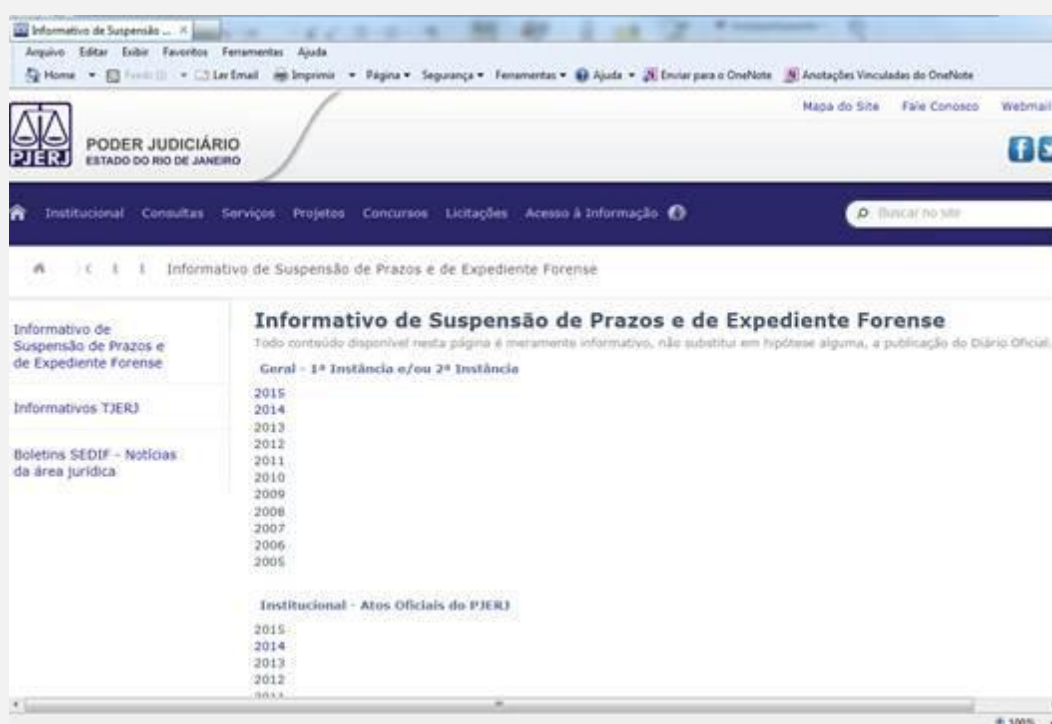 Informativo de Suspensão ... ×
Arquivo Editar Exibir Favoritos Ferramentas Ajuda
Home Ler Email Imprimir Página Segurança Ferramentas Ajuda Enviar para o OneNote Anotações Vinculadas do OneNote
Mapa do Site Fale Conosco Webmail
PJERJ
PODER JUDICIÁRIO
ESTADO DO RIO DE JANEIRO
Institucional Consultas Serviços Projetos Concursos Licitações Acesso à Informação
Buscar no site
Informativo de Suspensão de Prazos e de Expediente Forense
Informativo de
Suspensão de Prazos e
de Expediente Forense
Informativos TJERJ
Boletins SEDIF - Notícias
da área jurídica
Informativo de Suspensão de Prazos e de Expediente Forense
Todo conteúdo disponível nesta página é meramente informativo, não substitui em hipótese alguma, a publicação do Diário Oficial.
Geral - 1ª Instância e/ou 2ª Instância
2015
2014
2013
2012
2011
2010
2009
2008
2007
2006
2005
Institucional - Atos Oficiais do PJERJ
2015
2014
2013
2012
2011
100%